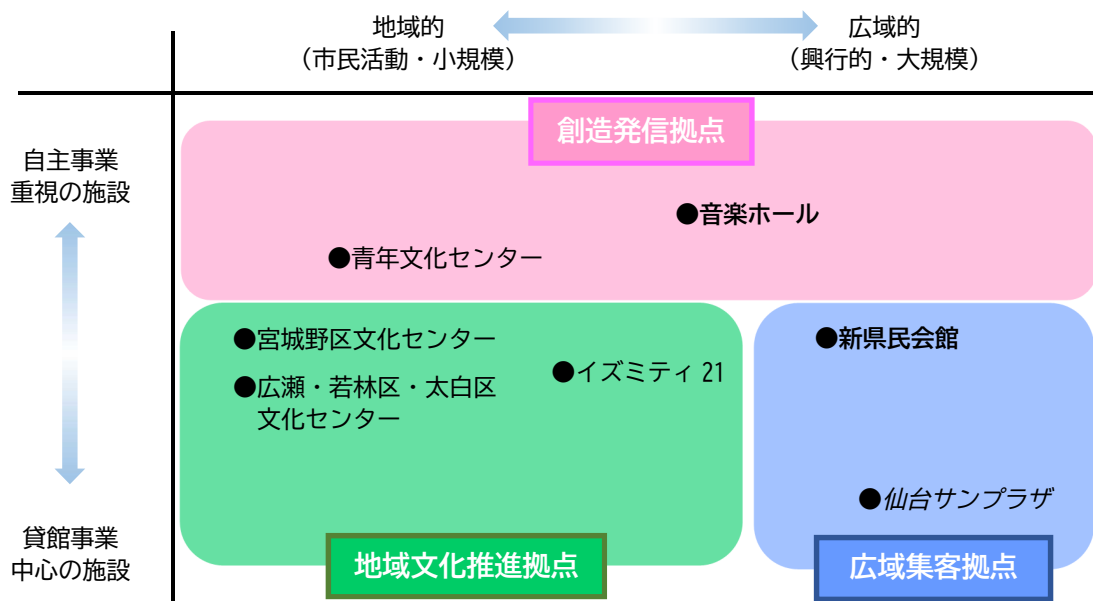 地域的
(市民活動・小規模)
広域的
(興行的・大規模)
自主事業
重視の施設
貸館事業
中心の施設
創造発信拠点
●音楽ホール
●青年文化センター
●宮城野区文化センター
●イズミティ 21
●広瀬・若林区・太白区
文化センター
地域文化推進拠点
●新県民会館
●仙台サンプラザ
広域集客拠点